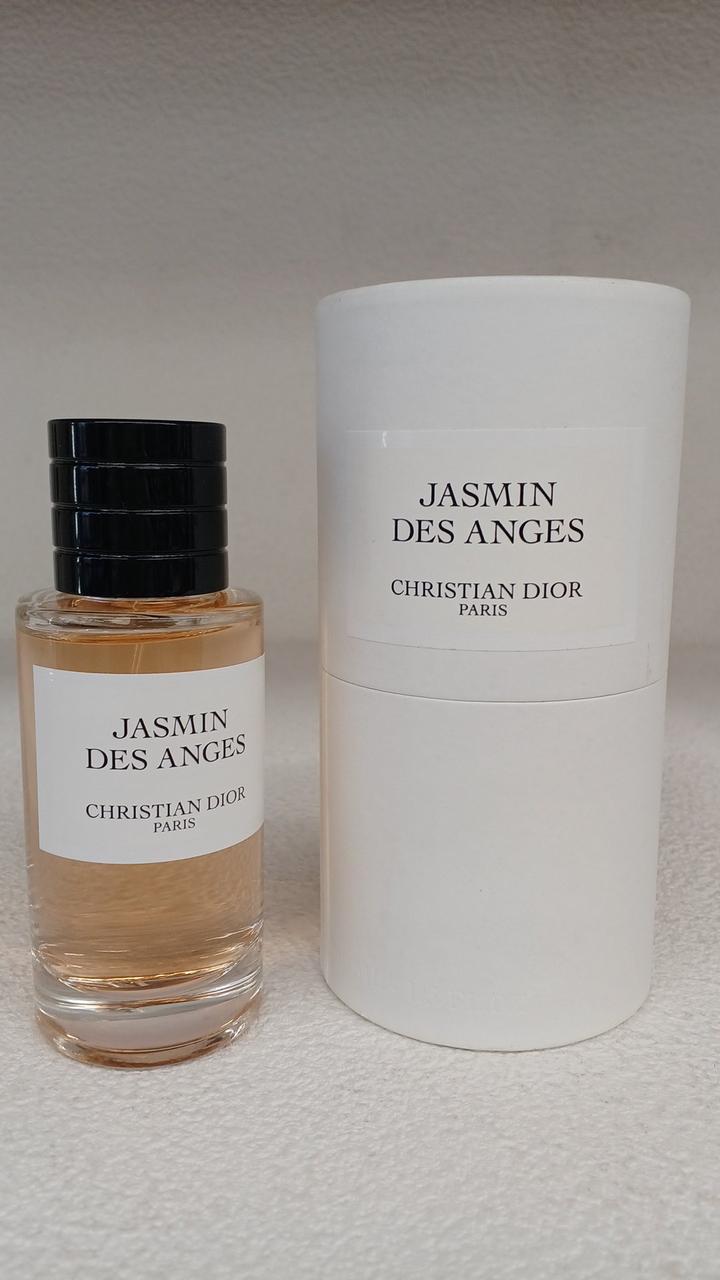 JASMIN
DES ANGES
CHRISTIAN DIOR
PARIS
JASMIN
DES ANGES
CHRISTIAN DIOR
PARIS